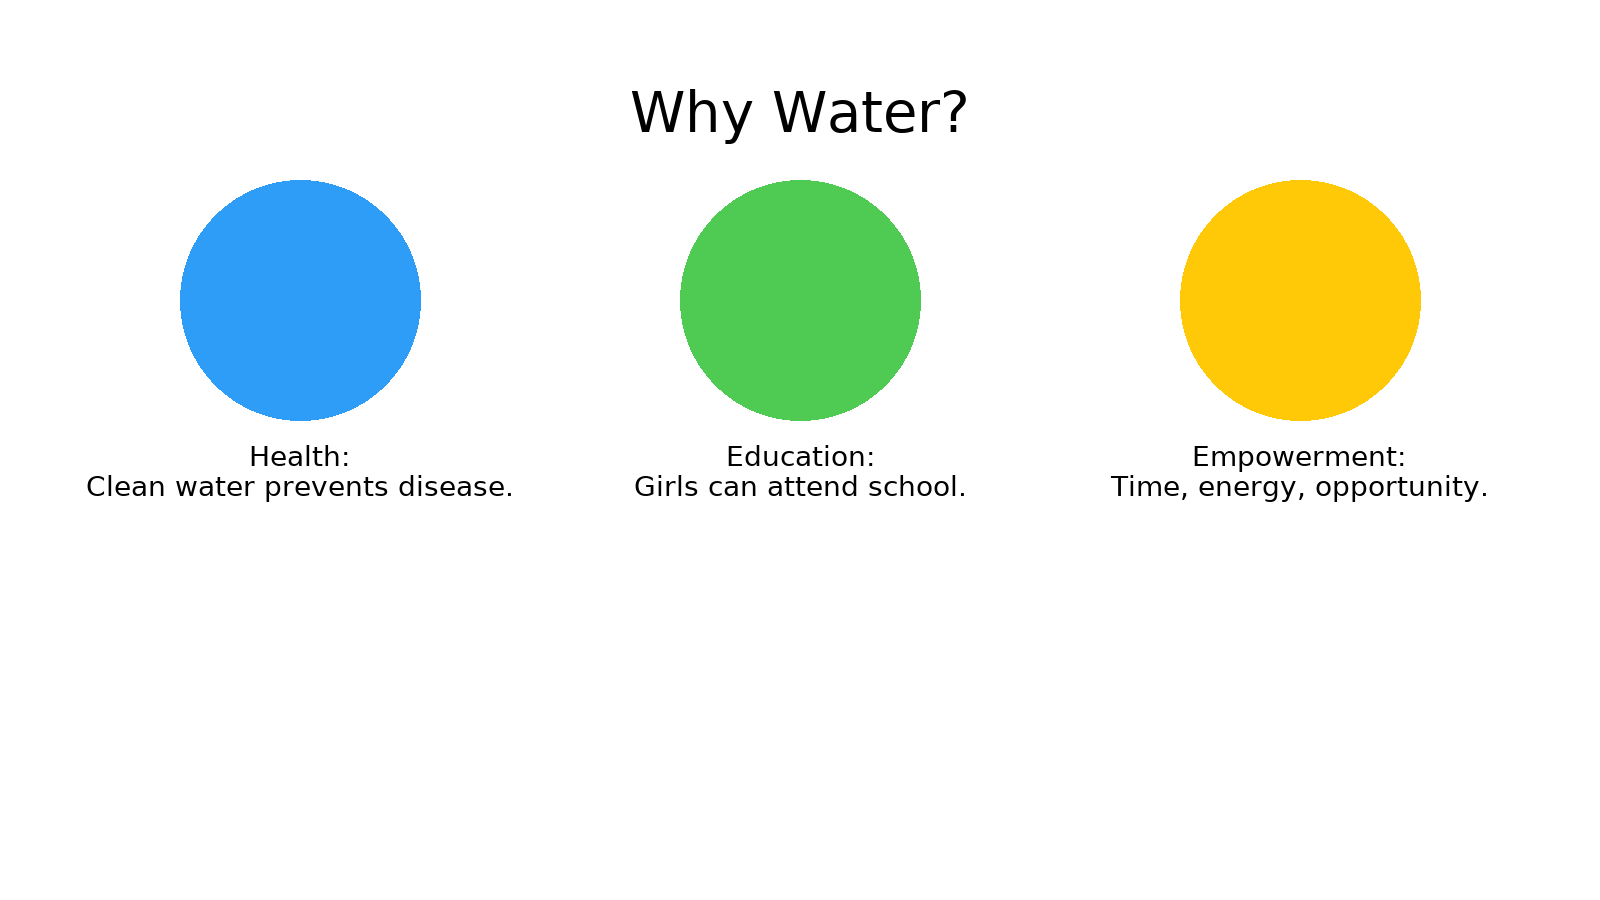 Why Water?
Health:
Clean water prevents disease.
Education:
Girls can attend school.
Empowerment:
Time, energy, opportunity.